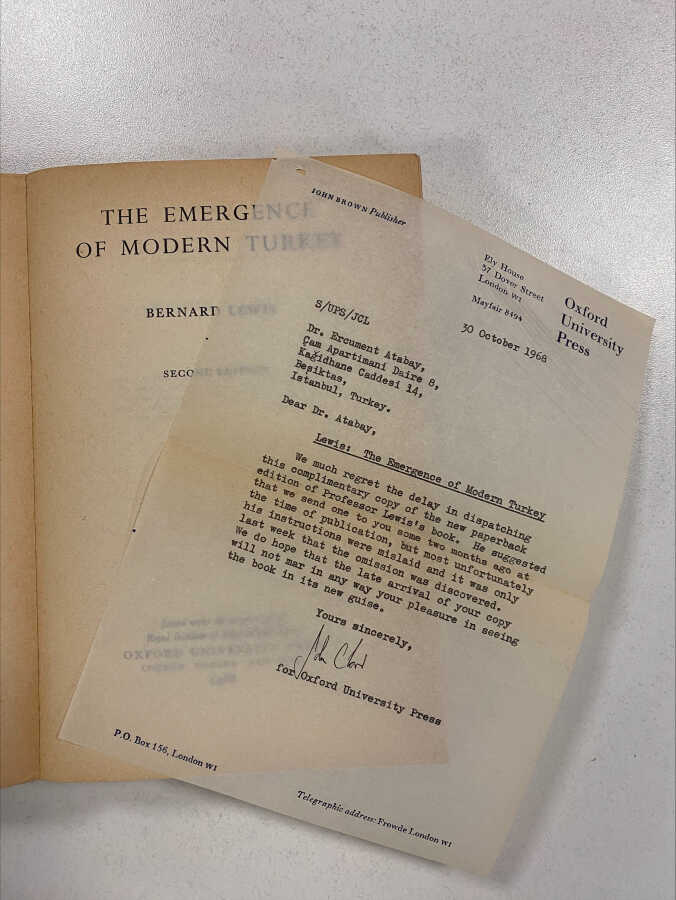 THE EMERGENCE
OF MODERN TURKEY
BERNARD LEWIS
SECOND EDITION
JOHN BROWN Publisher
Ely House
37 Dover Street
London W1
Mayfair 8494
Oxford
University
Press
S/UPS/JCL
30 October 1968
Dr. Ercument Atabay,
Çam Apartimani Daire 8,
Kağidhane Caddesi 14,
Beşiktas,
Istanbul, Turkey.
Dear Dr. Atabay,
Lewis: The Emergence of Modern Turkey
We much regret the delay in dispatching
this complimentary copy of the new paperback
edition of Professor Lewis's book. He suggested
that we send one to you some two months ago at
the time of publication, but most unfortunately
his instructions were mislaid and it was only
last week that the omission was discovered.
We do hope that the late arrival of your copy
will not mar in any way your pleasure in seeing
the book in its new guise.
Yours sincerely,
for Oxford University Press
OXFORD UNIVERSITY
1968
P.O. Box 156, London W1
Telegraphic address: Frowde London W1